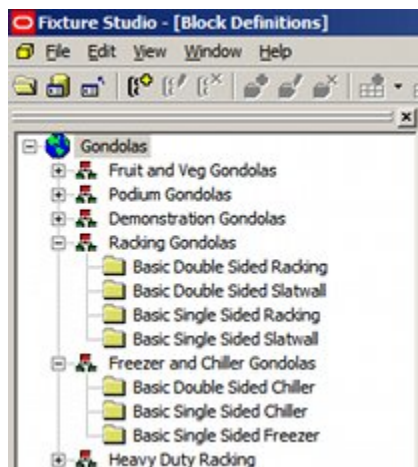 Fixture Studio - [Block Definitions]
File Edit View Window Help
Gondolas
Fruit and Veg Gondolas
Podium Gondolas
Demonstration Gondolas
Racking Gondolas
Basic Double Sided Racking
Basic Double Sided Slatwall
Basic Single Sided Racking
Basic Single Sided Slatwall
Freezer and Chiller Gondolas
Basic Double Sided Chiller
Basic Single Sided Chiller
Basic Single Sided Freezer
Heavy Duty Racking